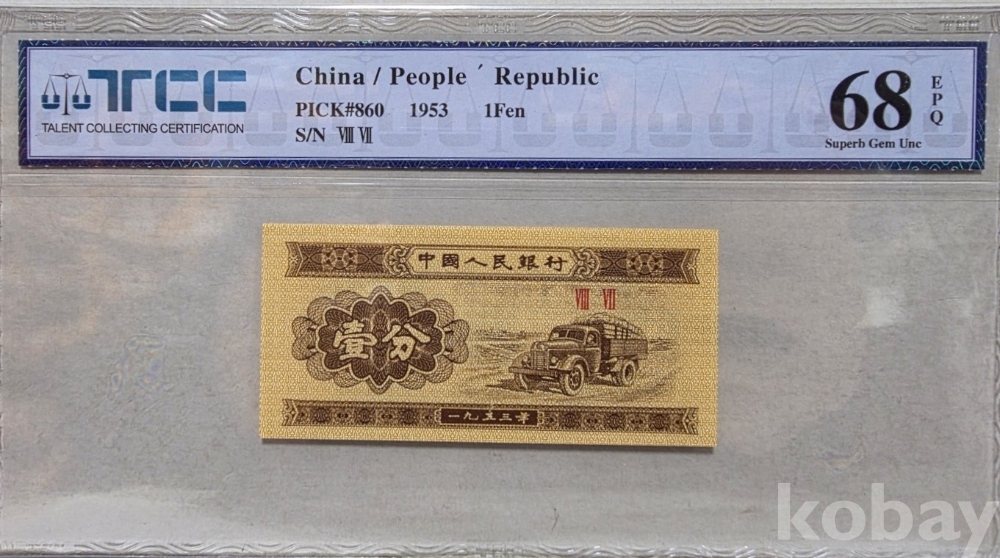 TCC
TALENT COLLECTING CERTIFICATION
China / People ´ Republic
PICK#860 1953 1Fen
S/N Ⅷ Ⅶ
68
EPQ
Superb Gem Unc
中國人民銀行
Ⅷ Ⅶ
壹分
一九五三年
kobay